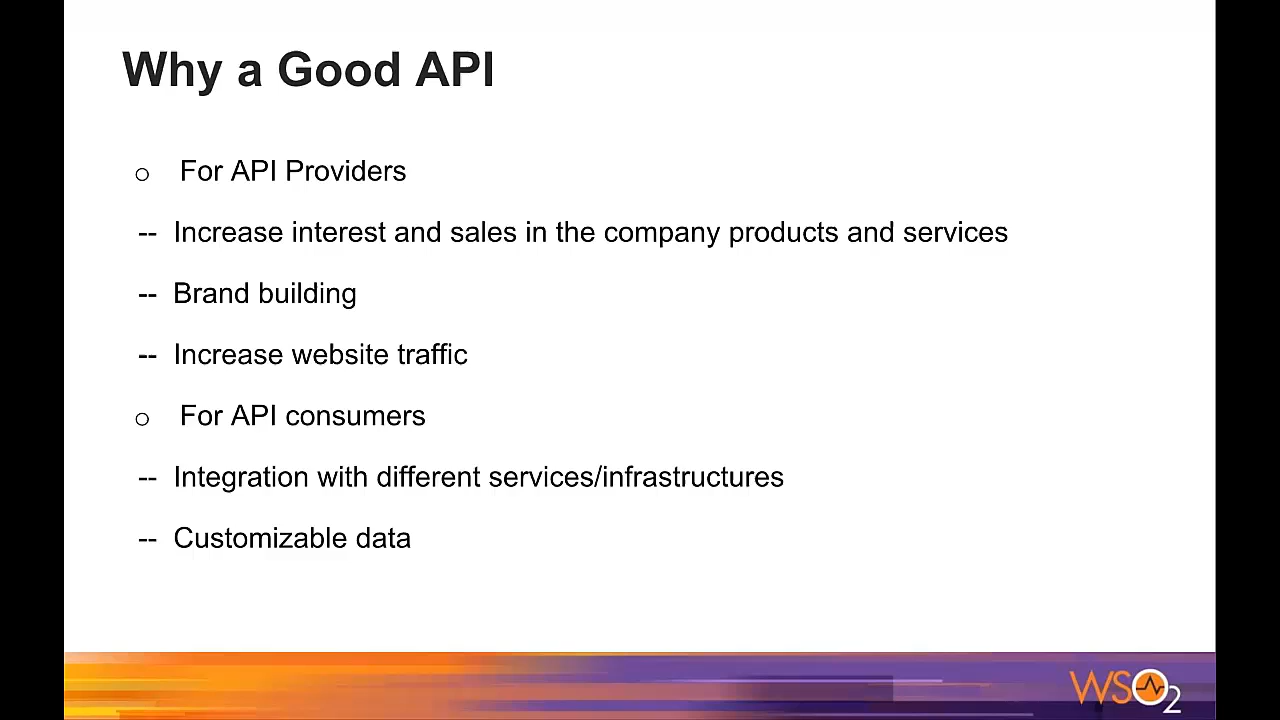 Why a Good API
o For API Providers
-- Increase interest and sales in the company products and services
-- Brand building
-- Increase website traffic
o For API consumers
-- Integration with different services/infrastructures
-- Customizable data
WSO2